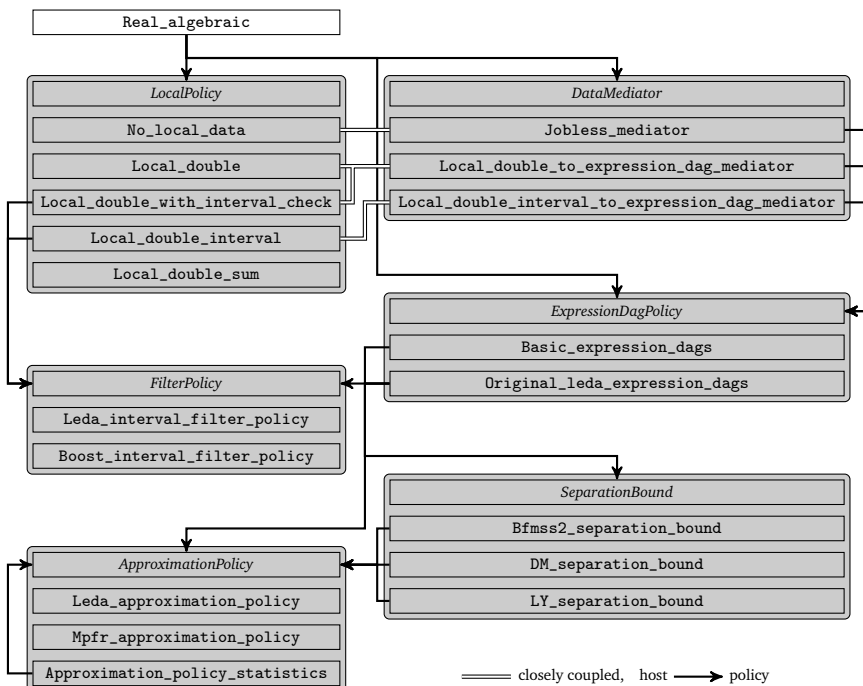 Real_algebraic
LocalPolicy
No_local_data
Local_double
Local_double_with_interval_check
Local_double_interval
Local_double_sum
DataMediator
Jobless_mediator
Local_double_to_expression_dag_mediator
Local_double_interval_to_expression_dag_mediator
ExpressionDagPolicy
Basic_expression_dags
Original_leda_expression_dags
FilterPolicy
Leda_interval_filter_policy
Boost_interval_filter_policy
SeparationBound
Bfmss2_separation_bound
DM_separation_bound
LY_separation_bound
ApproximationPolicy
Leda_approximation_policy
Mpfr_approximation_policy
Approximation_policy_statistics
closely coupled, host policy